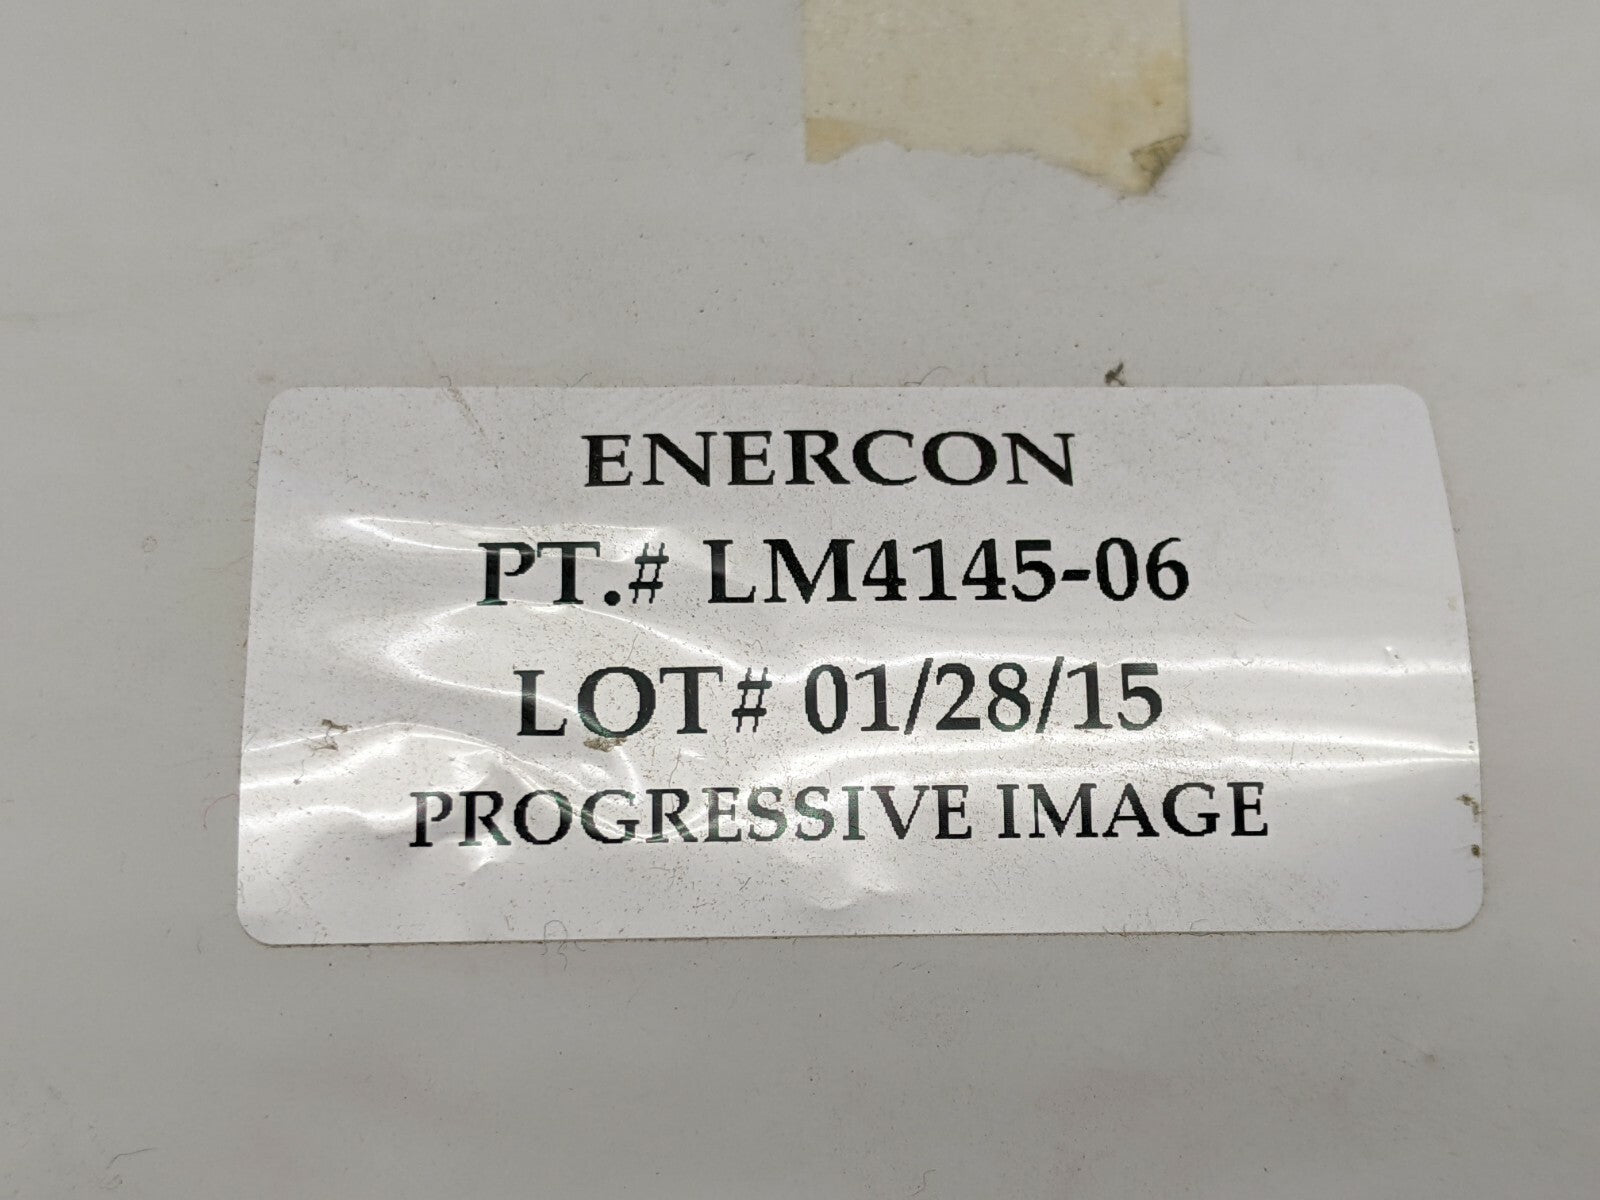 ENERCON
PT.# LM4145-06
LOT# 01/28/15
PROGRESSIVE IMAGE